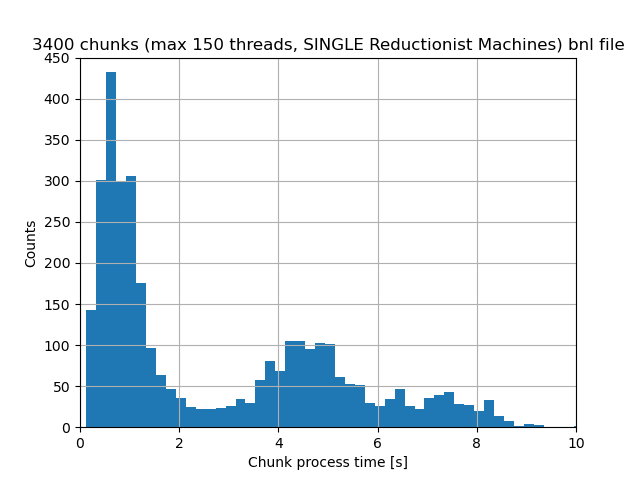 3400 chunks (max 150 threads, SINGLE Reductionist Machines) bnl file
450
400
350
300
250
200
150
100
50
0
Counts
0 2 4 6 8 10
Chunk process time [s]